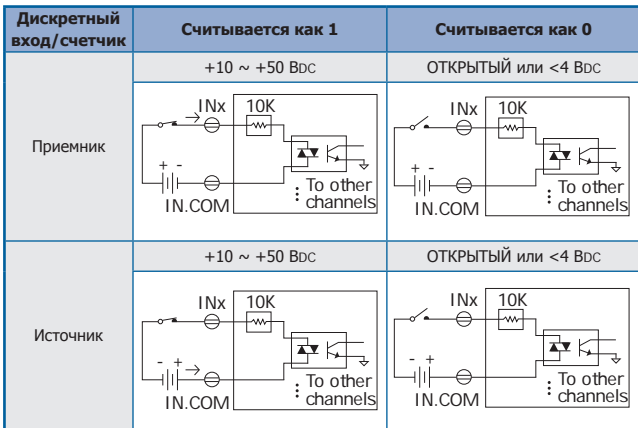 Дискретный вход/счетчик
Считывается как 1
Считывается как 0
Приемник
+10 ~ +50 BDC
ОТКРЫТЫЙ или <4 BDC
INx
10K
+ -
IN.COM
To other
channels
INx
10K
+ -
IN.COM
To other
channels
Источник
+10 ~ +50 BDC
ОТКРЫТЫЙ или <4 BDC
INx
10K
- +
IN.COM
To other
channels
INx
10K
- +
IN.COM
To other
channels